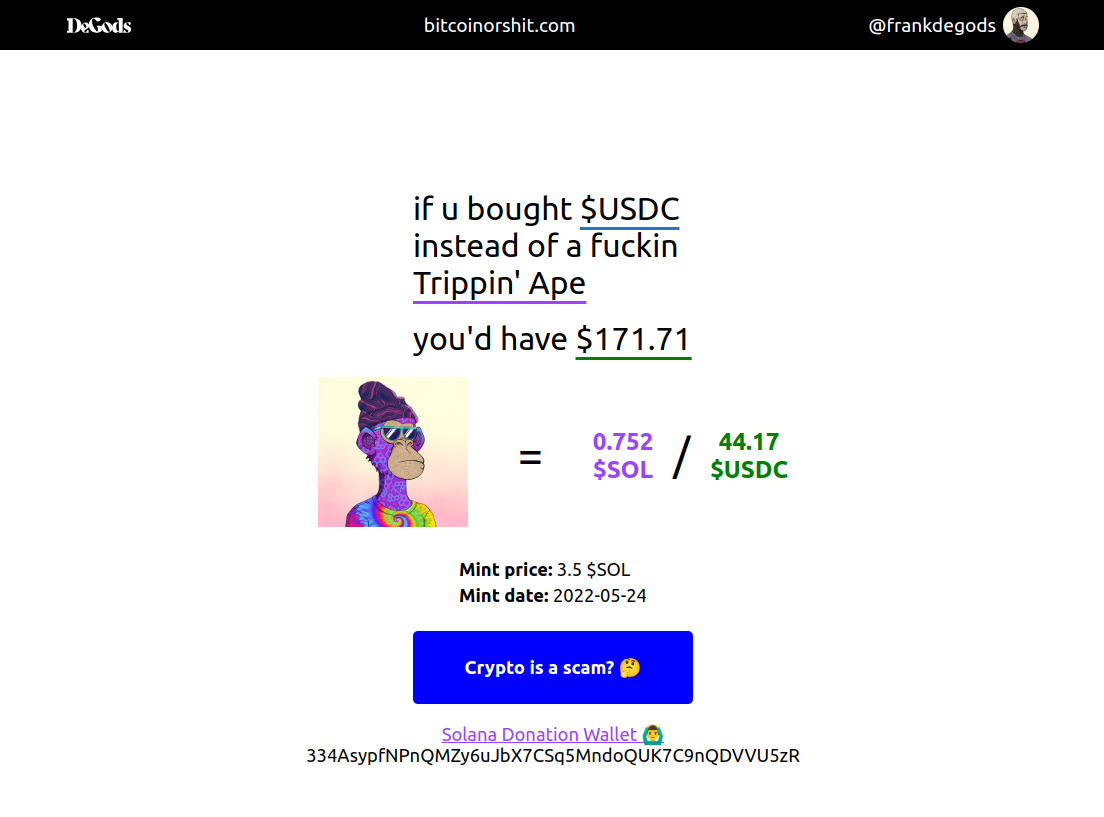 DeGods
bitcoinorshit.com
@frankdegods
if u bought $USDC
instead of a fuckin
Trippin' Ape
you'd have $171.71
=
0.752
$SOL
/
44.17
$USDC
Mint price: 3.5 $SOL
Mint date: 2022-05-24
Crypto is a scam? 🤔
Solana Donation Wallet 🙆‍♂️
334AsypfNPnQMZy6uJbX7CSq5MndoQUK7C9nQDVVU5zR